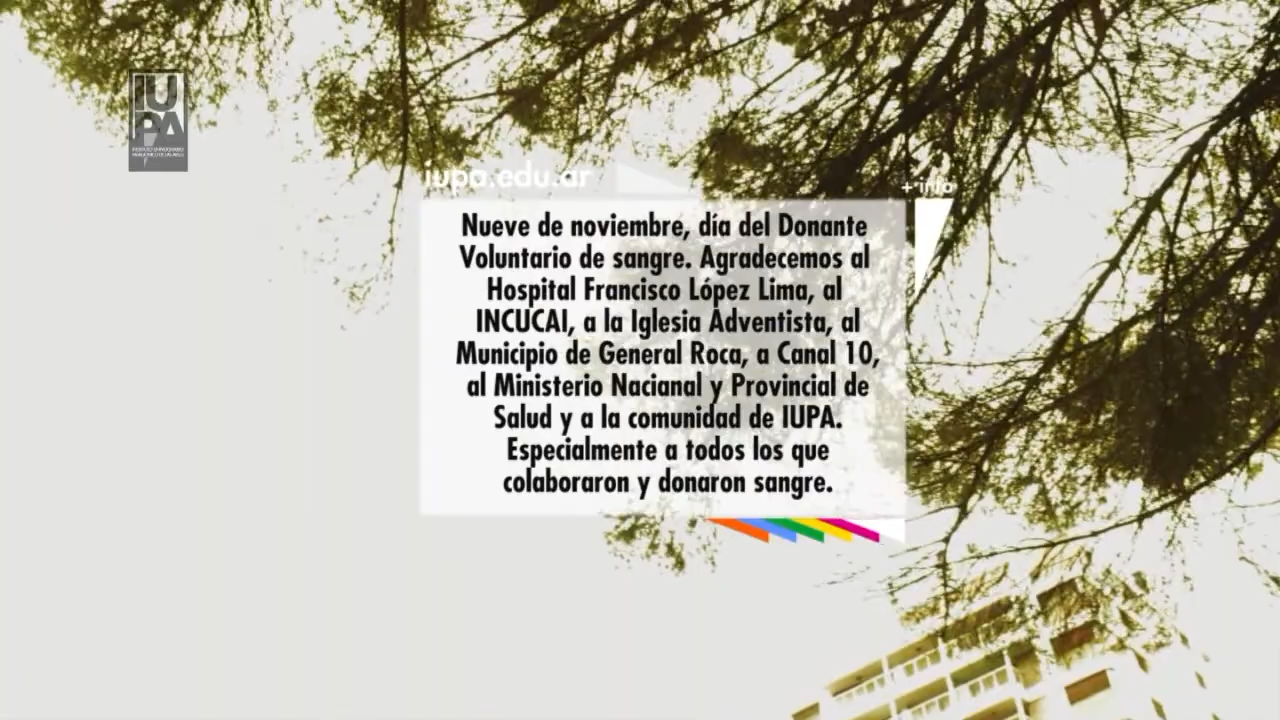 IU
PA
iupa.edu.ar
+ info
Nueve de noviembre, día del Donante
Voluntario de sangre. Agradecemos al
Hospital Francisco López Lima, al
INCUCAI, a la Iglesia Adventista, al
Municipio de General Roca, a Canal 10,
al Ministerio Nacianal y Provincial de
Salud y a la comunidad de IUPA.
Especialmente a todos los que
colaboraron y donaron sangre.